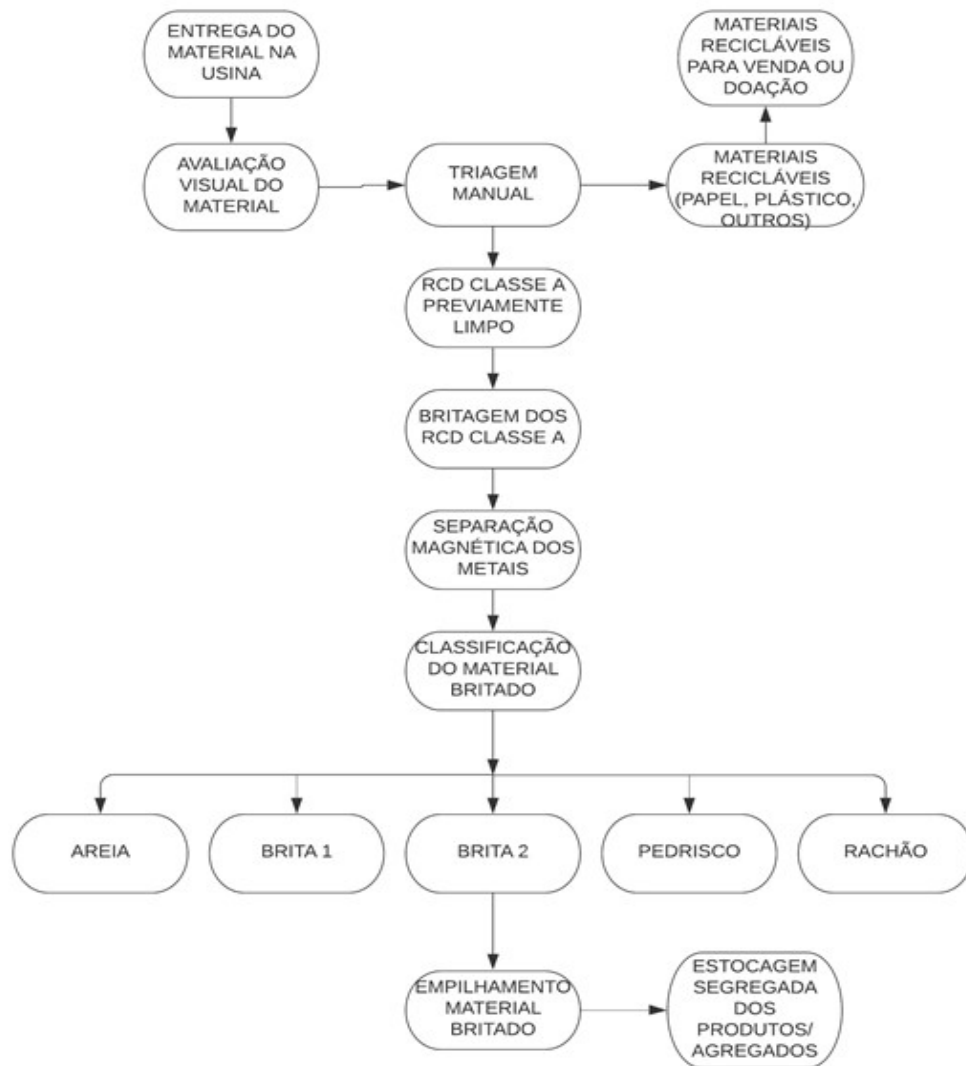 ENTREGA DO
MATERIAL NA
USINA
MATERIAIS
RECICLÁVEIS
PARA VENDA OU
DOAÇÃO
AVALIAÇÃO
VISUAL DO
MATERIAL
TRIAGEM
MANUAL
MATERIAIS
RECICLÁVEIS
(PAPEL, PLÁSTICO,
OUTROS)
RCD CLASSE A
PREVIAMENTE
LIMPO
BRITAGEM DOS
RCD CLASSE A
SEPARAÇÃO
MAGNÉTICA DOS
METAIS
CLASSIFICAÇÃO
DO MATERIAL
BRITADO
AREIA
BRITA 1
BRITA 2
PEDRISCO
RACHÃO
EMPILHAMENTO
MATERIAL
BRITADO
ESTOCAGEM
SEGREGADA
DOS
PRODUTOS/
AGREGADOS